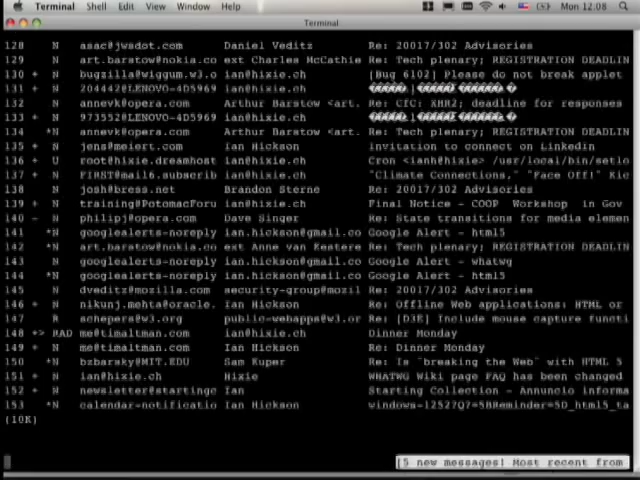 Terminal Shell Edit View Window Help Mon 12:08
Terminal
128 N asac@jwsdot.com Daniel Veditz Re: 20017/302 Advisories
129 N art.barstow@nokia.co ext Charles McCathie Re: Tech plenary; REGISTRATION DEADLIN
130 + N bugzilla@wiggum.w3.o ian@hixie.ch [Bug 6102] Please do not break applet
131 + N 204442@LENOVO-4D5969 ian@hixie.ch
132 N annevk@opera.com Arthur Barstow <art. Re: CfC: XHR2; deadline for responses
133 + N 973552@LENOVO-4D5969 ian@hixie.ch
134 *N annevk@opera.com Arthur Barstow <art. Re: Tech plenary; REGISTRATION DEADLIN
135 + N jens@meiert.com Ian Hickson invitation to connect on LinkedIn
136 + U root@hixie.dreamhost ian@hixie.ch Cron <ianh@hixie> /usr/local/bin/setlo
137 + N FIRST@mail6.subscrib ian@hixie.ch "Climate Connections," "Face Off! Kic
138 N josh@bress.net Brandon Sterne Re: 20017/302 Advisories
139 + N training@PotomacForu ian@hixie.ch Final Notice - COOP Workshop in Gov
140 - N philipj@opera.com Dave Singer Re: State transitions for media elemen
141 *N googlealerts-noreply ian.hickson@gmail.co Google Alert - html5
142 *N art.barstow@nokia.co ext Anne van Kestere Re: Tech plenary; REGISTRATION DEADLIN
143 N googlealerts-noreply ian.hickson@gmail.co Google Alert - whatwg
144 *N googlealerts-noreply ian.hickson@gmail.co Google Alert - html5
145 N dveditz@mozilla.com security-group@mozil Re: 20017/302 Advisories
146 + N nikunj.mehta@oracle. Ian Hickson Re: Offline Web applications: HTML or
147 R schepers@w3.org public-webapps@w3.or Re: [D3E] Include mouse capture functi
148 *> RAD me@timaltman.com ian@hixie.ch Dinner Monday
149 + N me@timaltman.com Ian Hickson Re: Dinner Monday
150 *N bzbarsky@MIT.EDU Sam Kuper Re: Is "breaking the Web" with HTML 5
151 + N ian@hixie.ch Hixie WHATWG Wiki page FAQ has been changed
152 + N newsletter@startinge Ian Starting Collection - Annuncio informa
153 *N calendar-notificatio Ian Hickson windows-1252?Q?=5BReminder=5D_html5_ta
(10K)
[5 new messages] Most recent from